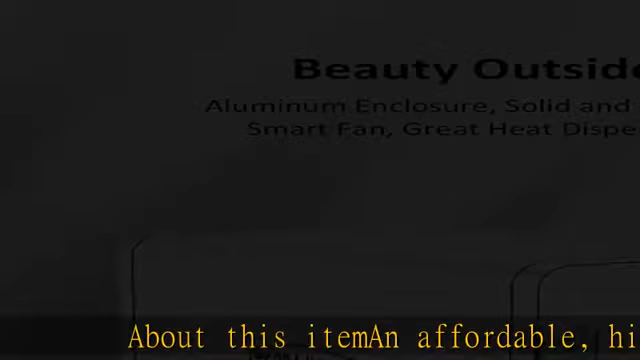 Beauty Outside
Aluminum Enclosure, Solid and
Smart Fan, Great Heat Dispe
About this itemAn affordable, hi